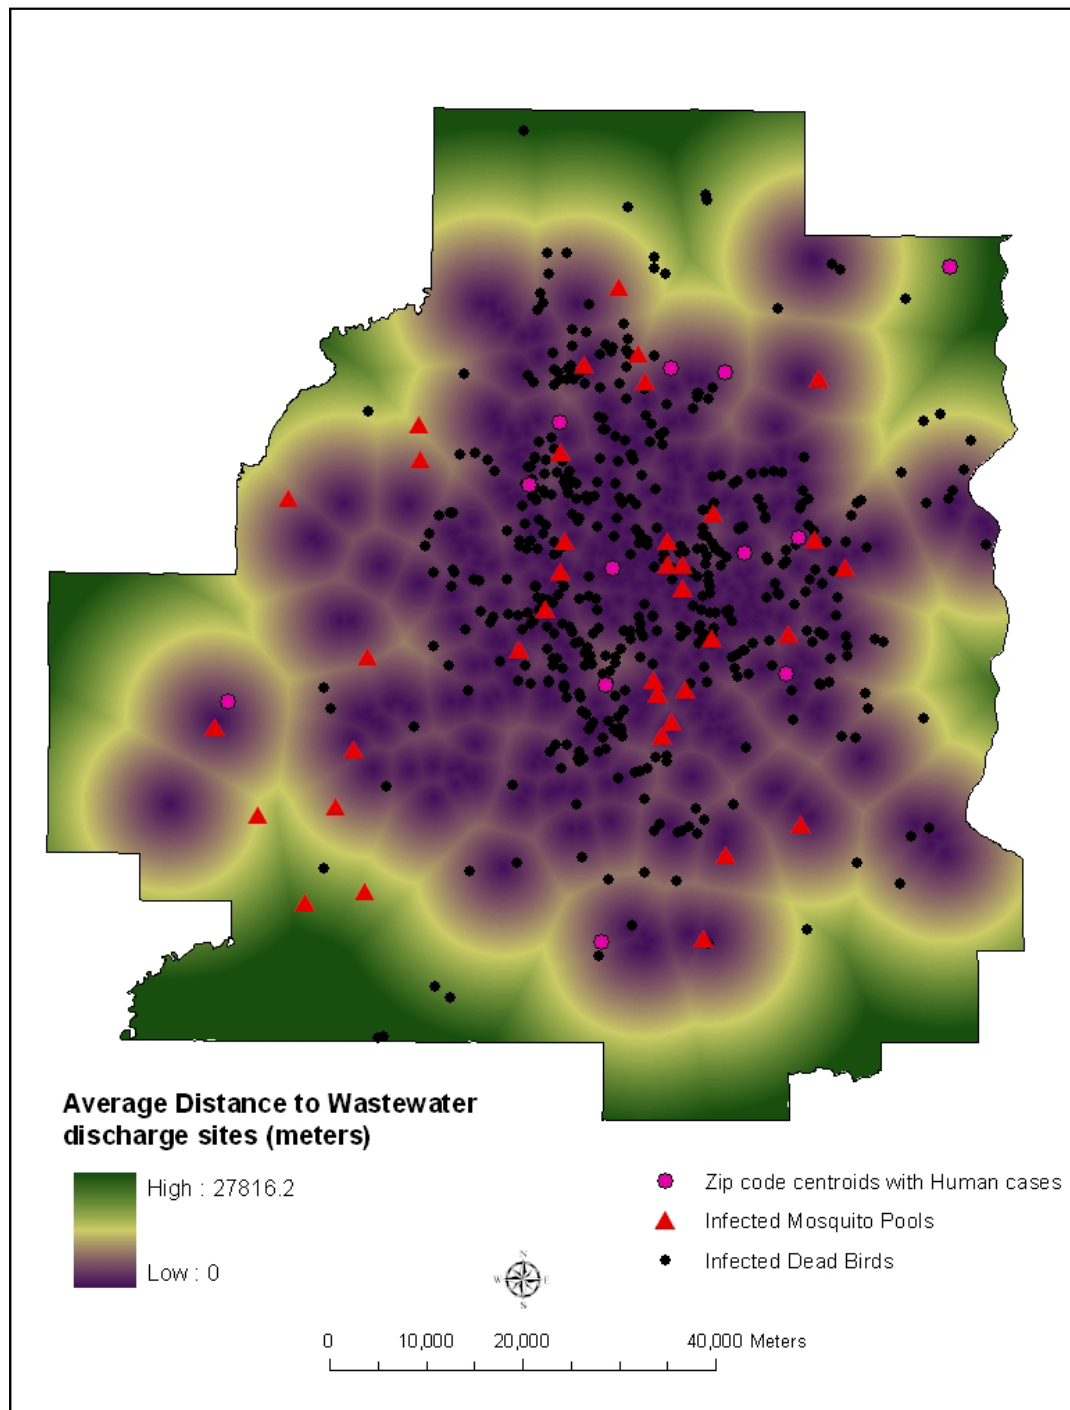 Average Distance to Wastewater
discharge sites (meters)
High : 27816.2
Low : 0
Zip code centroids with Human cases
Infected Mosquito Pools
Infected Dead Birds
N
W E
S
0 10,000 20,000 40,000 Meters